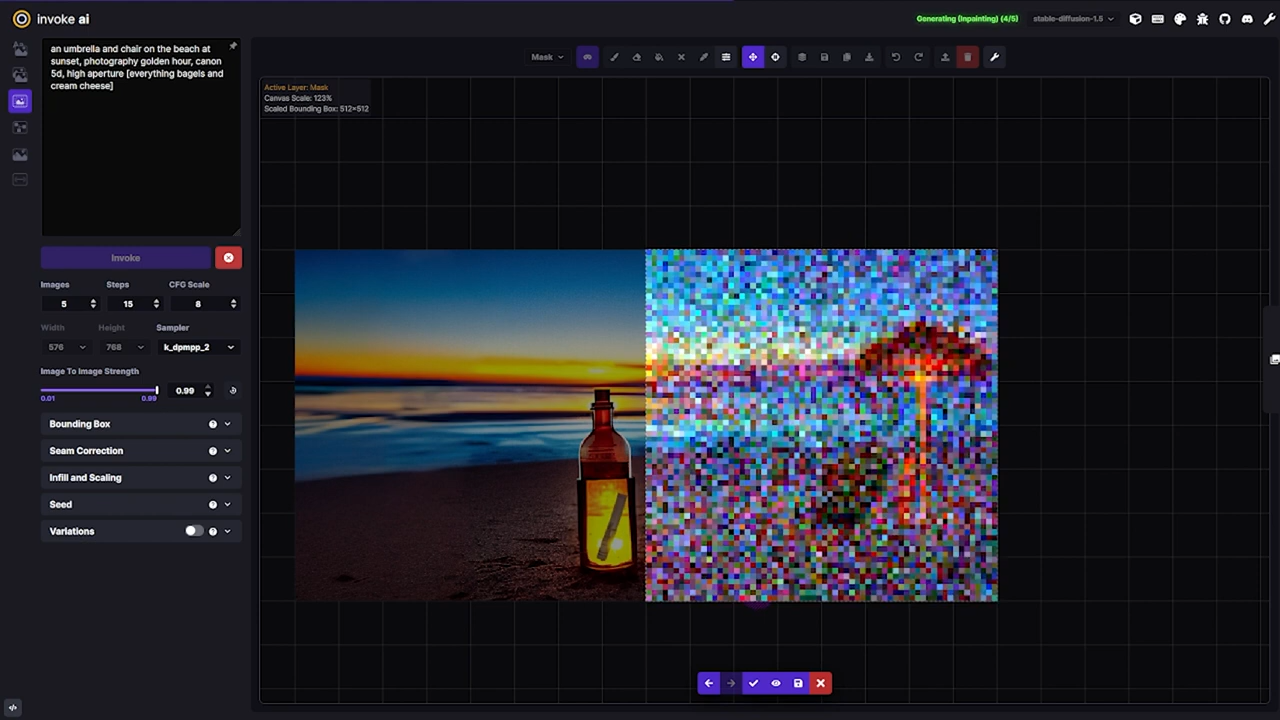 invoke ai
Generating (Inpainting) (4/5)
stable-diffusion-1.5
an umbrella and chair on the beach at
sunset, photography golden hour, canon
5d, high aperture [everything bagels and
cream cheese]
Mask
Active Layer: Mask
Canvas Scale: 123%
Scaled Bounding Box: 512×512
Invoke
Images Steps CFG Scale
5 15 8
Width Height Sampler
576 768 k_dpmpp_2
Image To Image Strength
0.99
0.01 0.99
Bounding Box
Seam Correction
Infill and Scaling
Seed
Variations